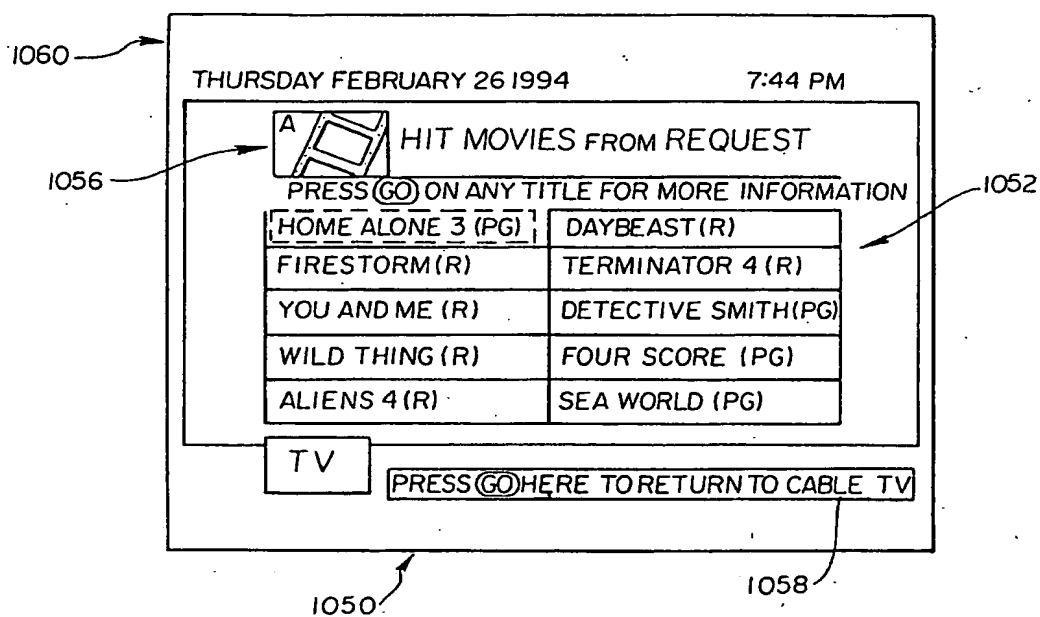 1060
THURSDAY FEBRUARY 26 1994 7:44 PM
A
HIT MOVIES FROM REQUEST
1056
PRESS GO ON ANY TITLE FOR MORE INFORMATION
1052
HOME ALONE 3 (PG) DAYBEAST (R)
FIRESTORM (R) TERMINATOR 4 (R)
YOU AND ME (R) DETECTIVE SMITH (PG)
WILD THING (R) FOUR SCORE (PG)
ALIENS 4 (R) SEA WORLD (PG)
TV
PRESS GO HERE TO RETURN TO CABLE TV
1050
1058